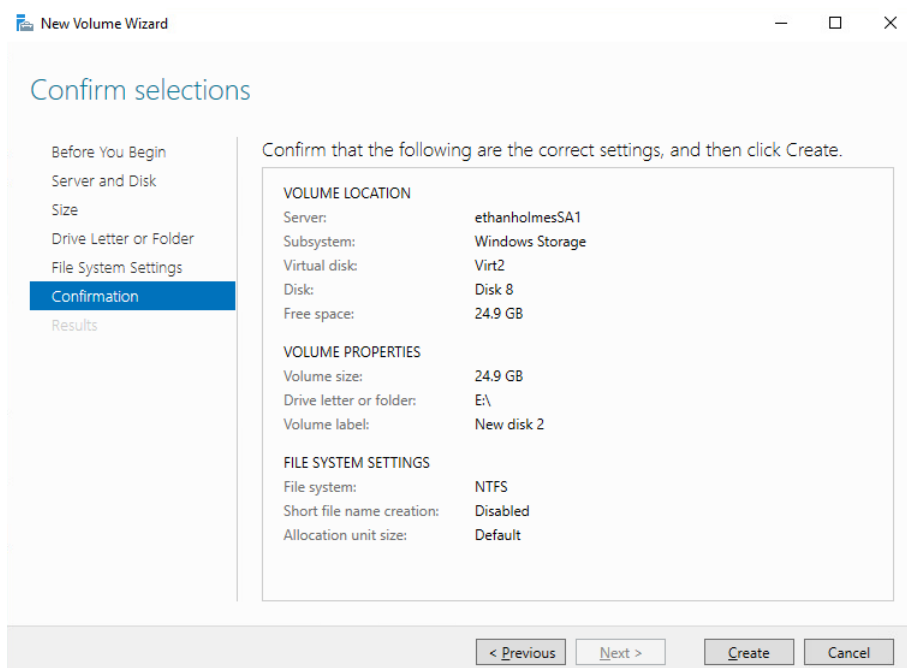 New Volume Wizard
Confirm selections
Before You Begin
Server and Disk
Size
Drive Letter or Folder
File System Settings
Confirmation
Results
Confirm that the following are the correct settings, and then click Create.
VOLUME LOCATION
Server: ethanholmesSA1
Subsystem: Windows Storage
Virtual disk: Virt2
Disk: Disk 8
Free space: 24.9 GB
VOLUME PROPERTIES
Volume size: 24.9 GB
Drive letter or folder: E:\
Volume label: New disk 2
FILE SYSTEM SETTINGS
File system: NTFS
Short file name creation: Disabled
Allocation unit size: Default
< Previous Next > Create Cancel